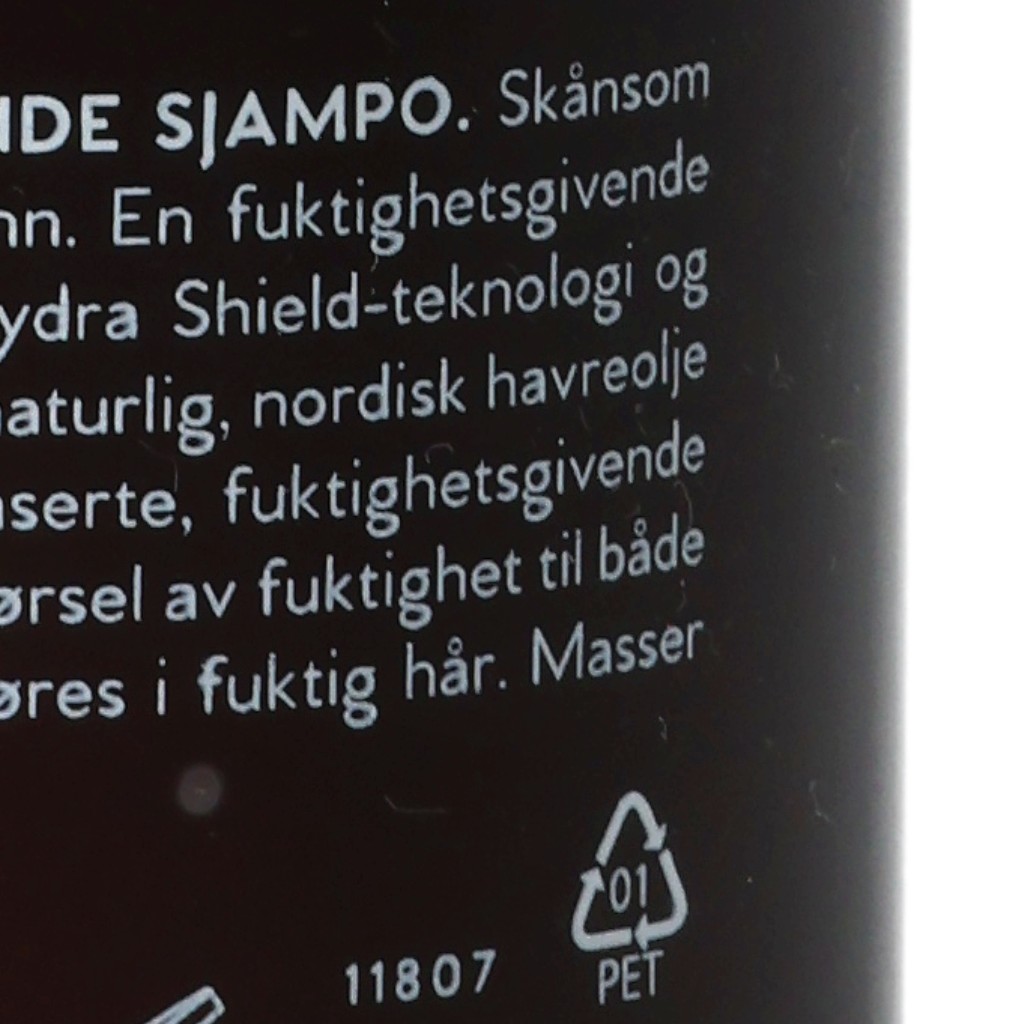 NDE SJAMPO. Skånsom
nn. En fuktighetsgivende
ydra Shield-teknologi og
naturlig, nordisk havreolje
nserte, fuktighetsgivende
ørsel av fuktighet til både
øres i fuktig hår. Masser
01
11807 PET